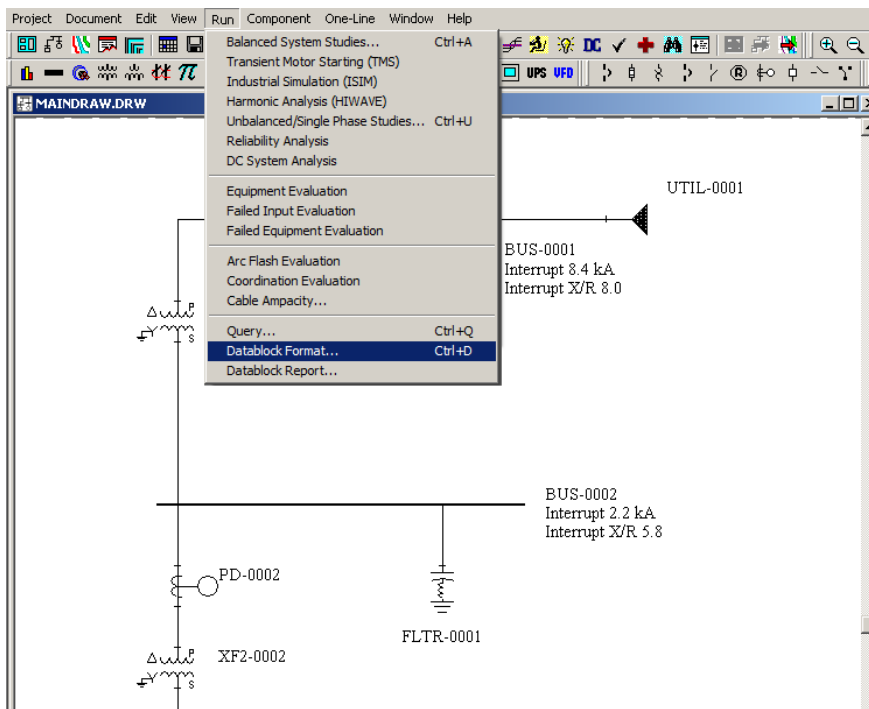 Project Document Edit View Run Component One-Line Window Help
DC
UPS VFD R
MAINDRAW.DRW
Balanced System Studies... Ctrl+A
Transient Motor Starting (TMS)
Industrial Simulation (ISIM)
Harmonic Analysis (HIWAVE)
Unbalanced/Single Phase Studies... Ctrl+U
Reliability Analysis
DC System Analysis
Equipment Evaluation
Failed Input Evaluation
Failed Equipment Evaluation
Arc Flash Evaluation
Coordination Evaluation
Cable Ampacity...
Query... Ctrl+Q
Datablock Format... Ctrl+D
Datablock Report...
UTIL-0001
BUS-0001
Interrupt 8.4 kA
Interrupt X/R 8.0
P
S
BUS-0002
Interrupt 2.2 kA
Interrupt X/R 5.8
PD-0002
FLTR-0001
XF2-0002
P
S